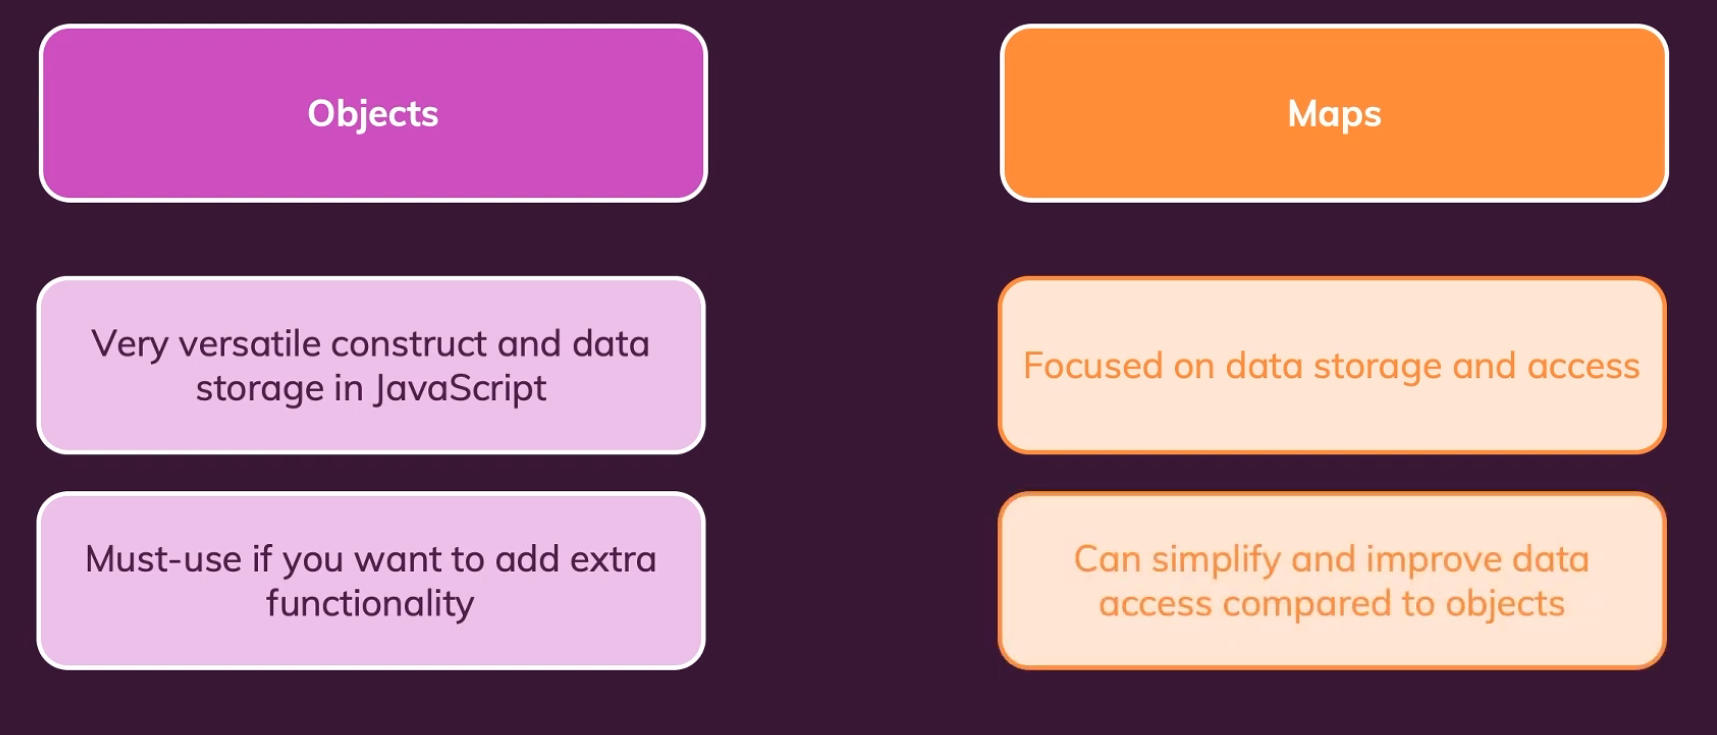 Objects
Maps
Very versatile construct and data
storage in JavaScript
Focused on data storage and access
Must-use if you want to add extra
functionality
Can simplify and improve data
access compared to objects